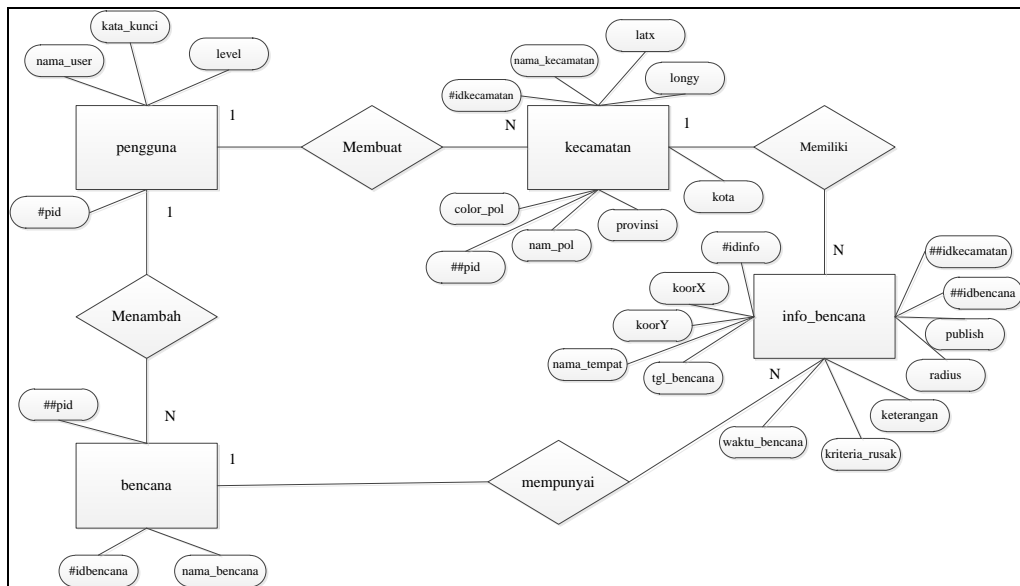 kata_kunci
nama_user
level
latx
nama_kecamatan
longy
#idkecamatan
1
N
1
pengguna
Membuat
kecamatan
Memiliki
#pid
1
color_pol
##pid
nam_pol
provinsi
kota
#idinfo
N
##idkecamatan
koorX
##idbencana
Menambah
koorY
info_bencana
publish
nama_tempat
tgl_bencana
N
radius
##pid
N
keterangan
waktu_bencana
kriteria_rusak
1
bencana
mempunyai
#idbencana
nama_bencana